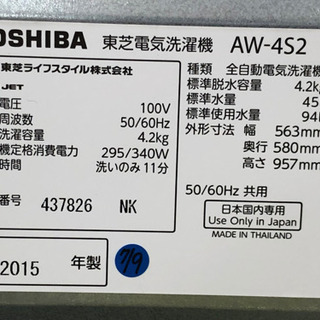 OSHIBA 東芝電気洗濯機 AW-4S2
東芝ライフスタイル株式会社
JET
電圧 100V
周波数 50/60Hz
洗濯容量 4.2kg
機定格消費電力 295/340W
洗いのみ 11分
番号 437826 NK
2015 年製
79
種類 全自動電気洗濯
標準脱水容量 4.2k
標準水量 45
標準使用水量 94
外形寸法 幅 563mm
奥行 580mm
高さ 957mm
50/60Hz 共用
日本国内専用
Use Only in Japan
MADE IN THAILAND